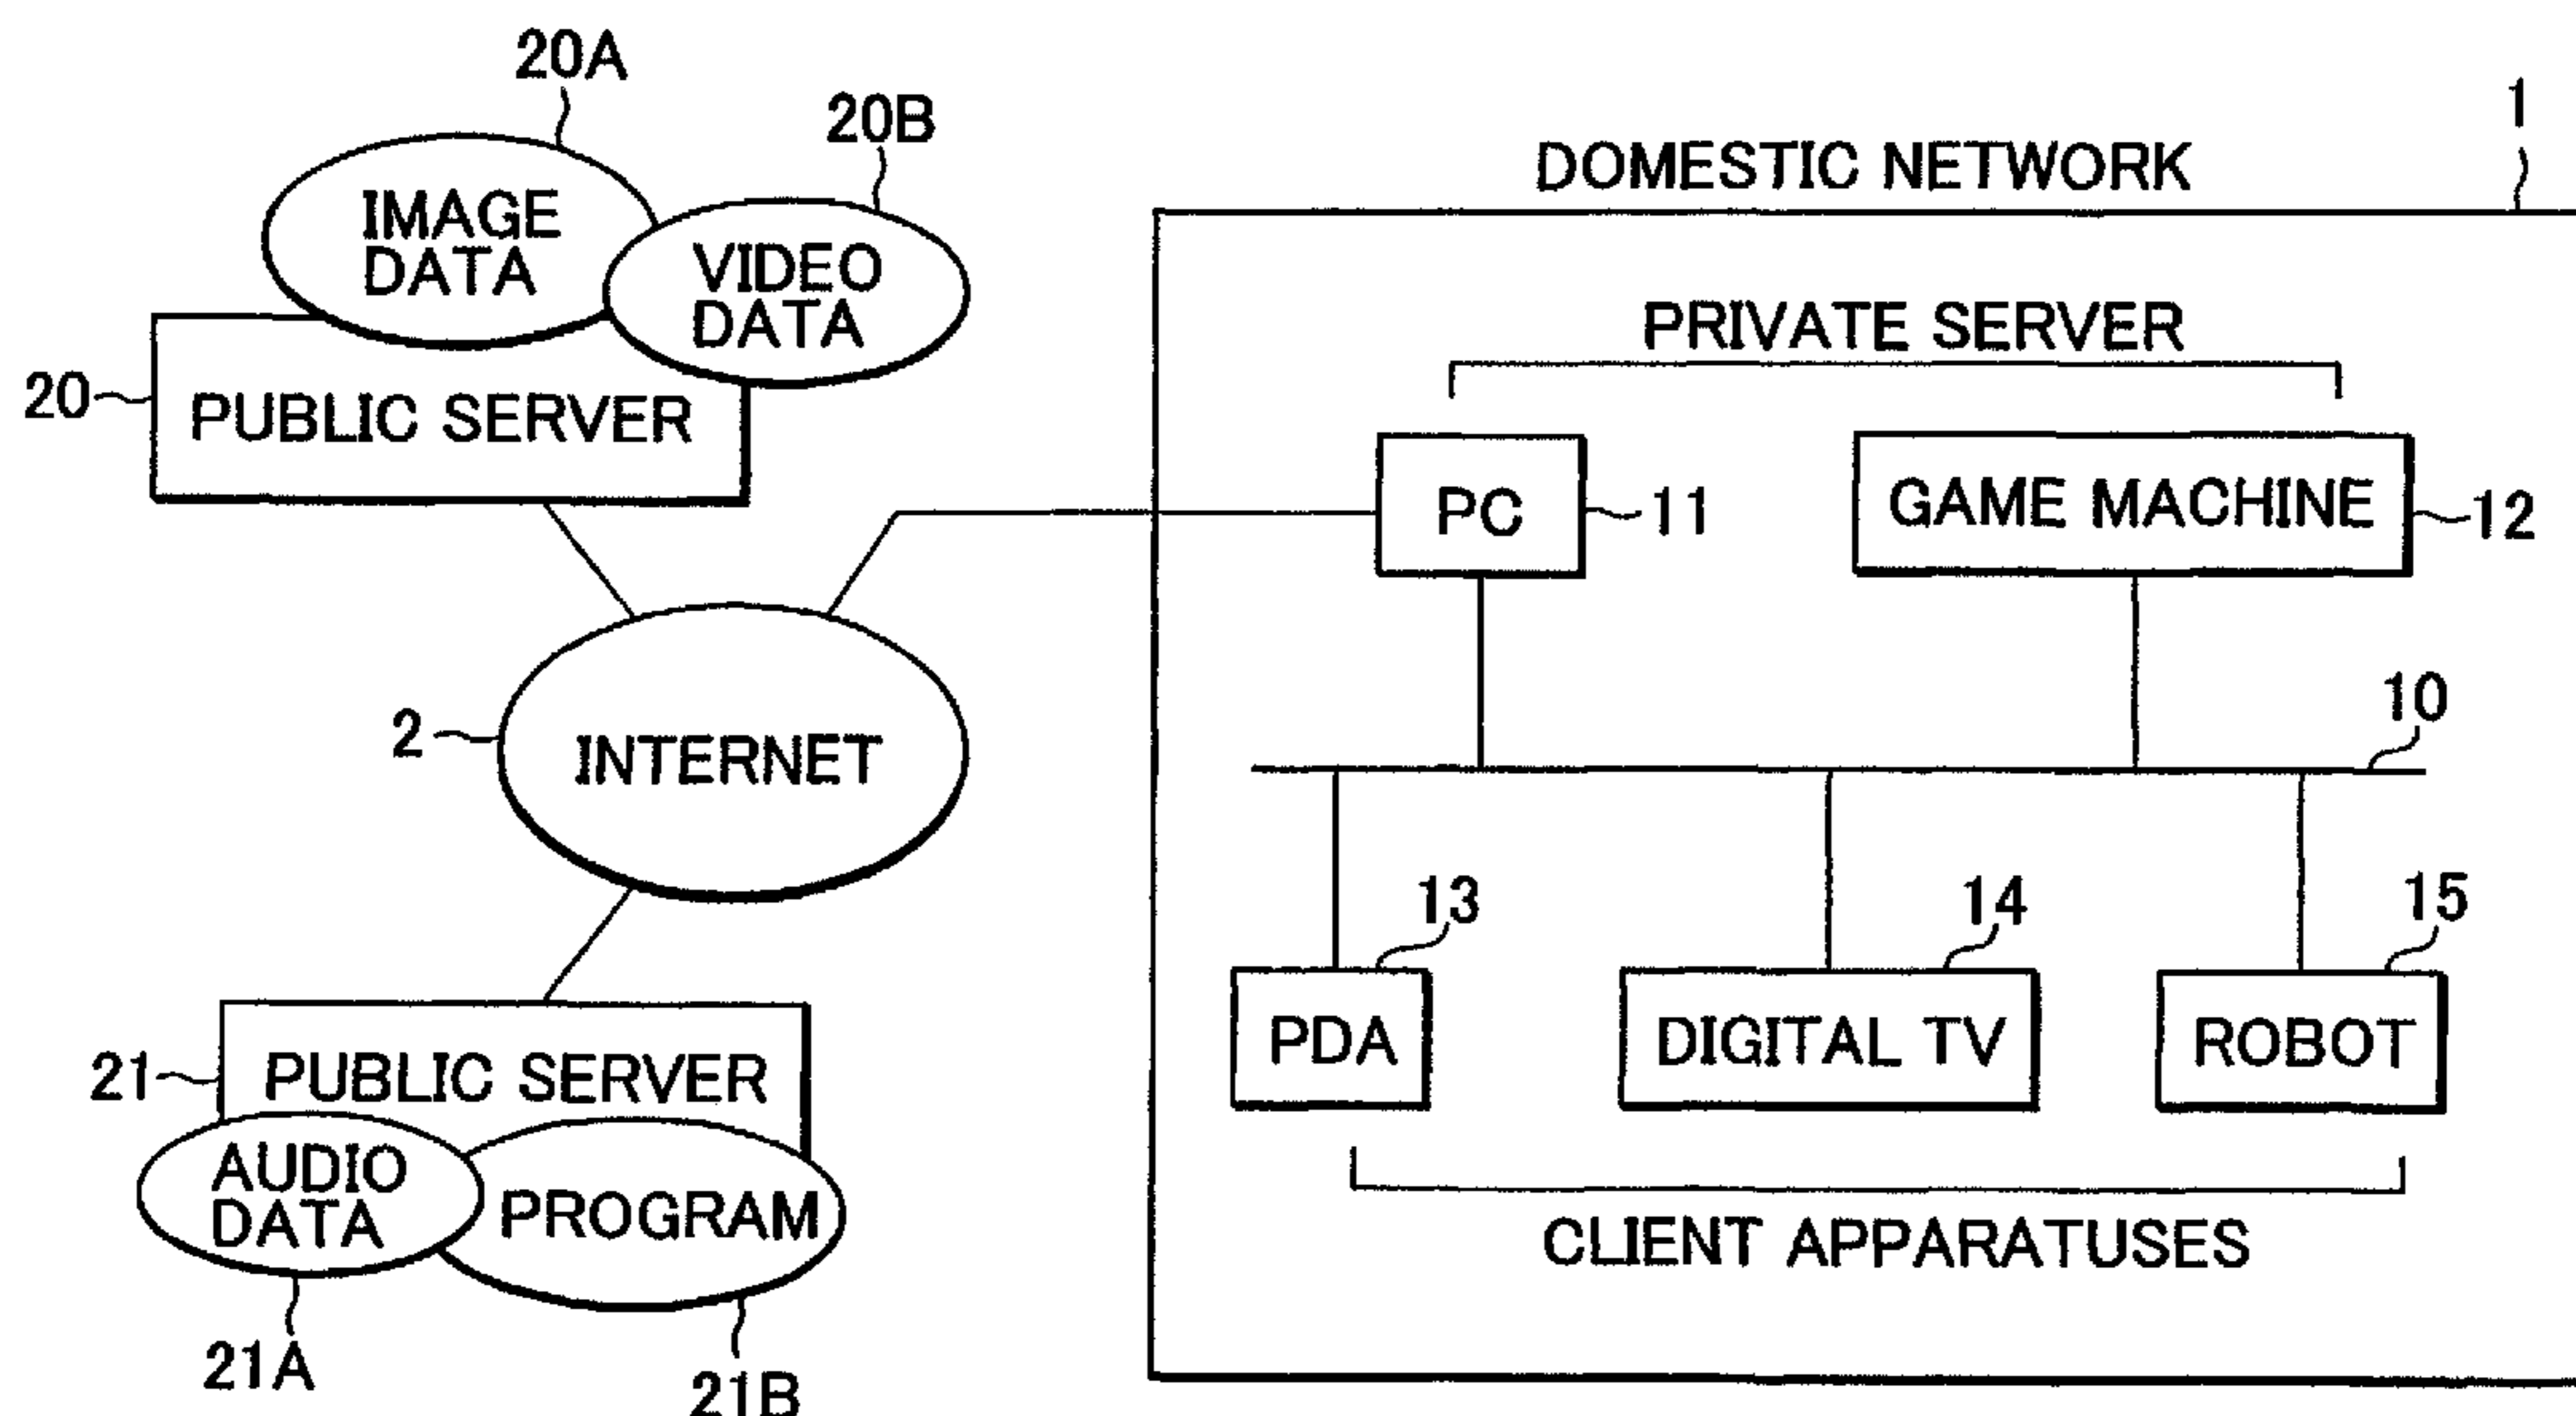 20A
20B
1
DOMESTIC NETWORK
IMAGE
DATA
VIDEO
DATA
PRIVATE SERVER
20
PUBLIC SERVER
PC
11
GAME MACHINE
12
2
INTERNET
10
13
14
15
PDA
DIGITAL TV
ROBOT
21
PUBLIC SERVER
AUDIO
DATA
PROGRAM
CLIENT APPARATUSES
21A
21B